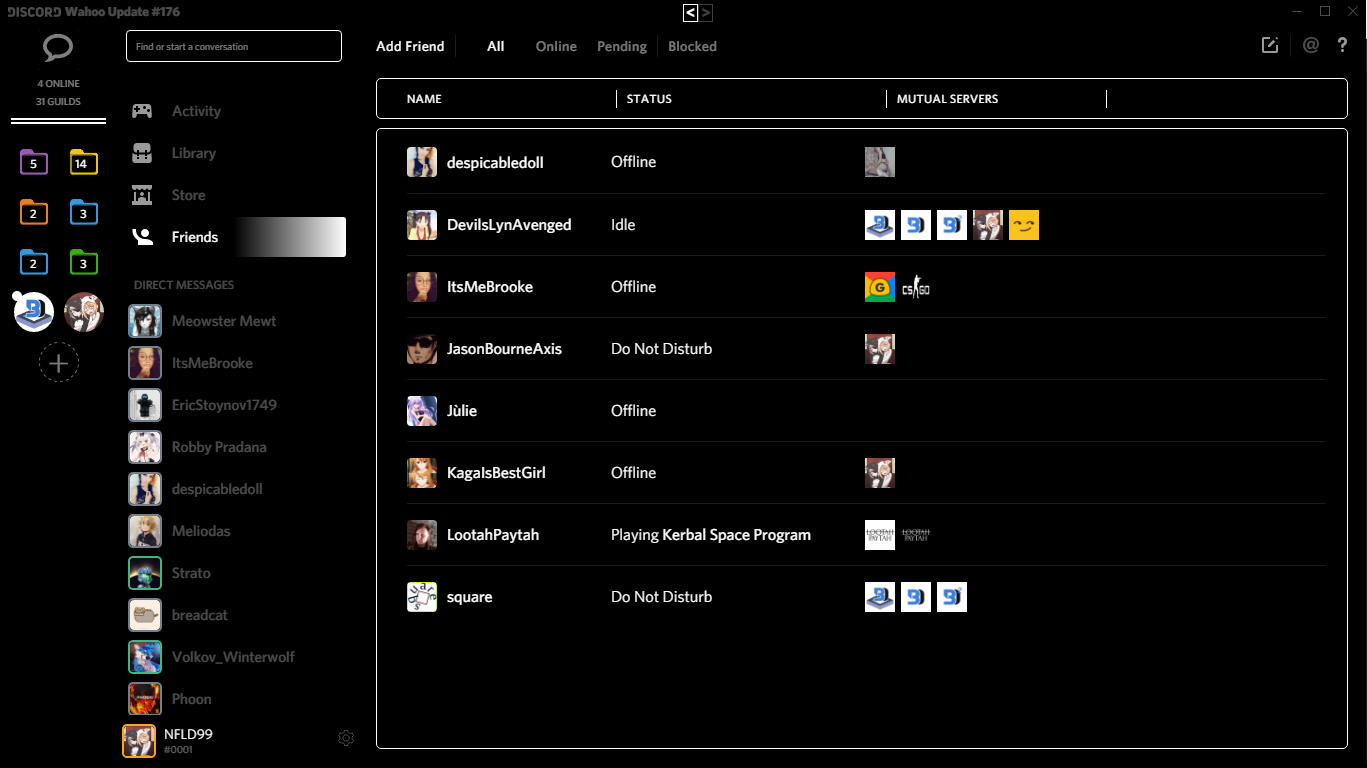 DISCORD Wahoo Update #176
< >
4 ONLINE
31 GUILDS
5
14
2
3
2
3
Find or start a conversation
Activity
Library
Store
Friends
DIRECT MESSAGES
Meowster Mewt
ItsMeBrooke
EricStoynov1749
Robby Pradana
despicabledoll
Meliodas
Strato
breadcat
Volkov_Winterwolf
Phoon
NFLD99
#0001
Add Friend All Online Pending Blocked @ ?
NAME STATUS MUTUAL SERVERS
despicabledoll Offline
DevilsLynAvenged Idle
ItsMeBrooke Offline G CS GO
JasonBourneAxis Do Not Disturb
Jùlie Offline
KagaIsBestGirl Offline
LootahPaytah Playing Kerbal Space Program LOOTAH PAYTAH LOOTAH PAYTAH
square square Do Not Disturb